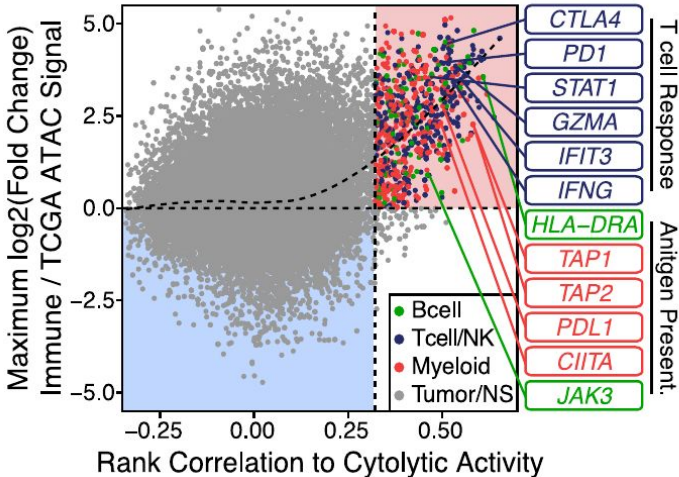 Maximum log2(Fold Change)
Immune / TCGA ATAC Signal
5.0
2.5
0.0
−2.5
−5.0
−0.25
0.00
0.25
0.50
Rank Correlation to Cytolytic Activity
Bcell
Tcell/NK
Myeloid
Tumor/NS
CTLA4
PD1
STAT1
GZMA
IFIT3
IFNG
HLA−DRA
TAP1
TAP2
PDL1
CIITA
JAK3
T cell Response
Anitgen Present.